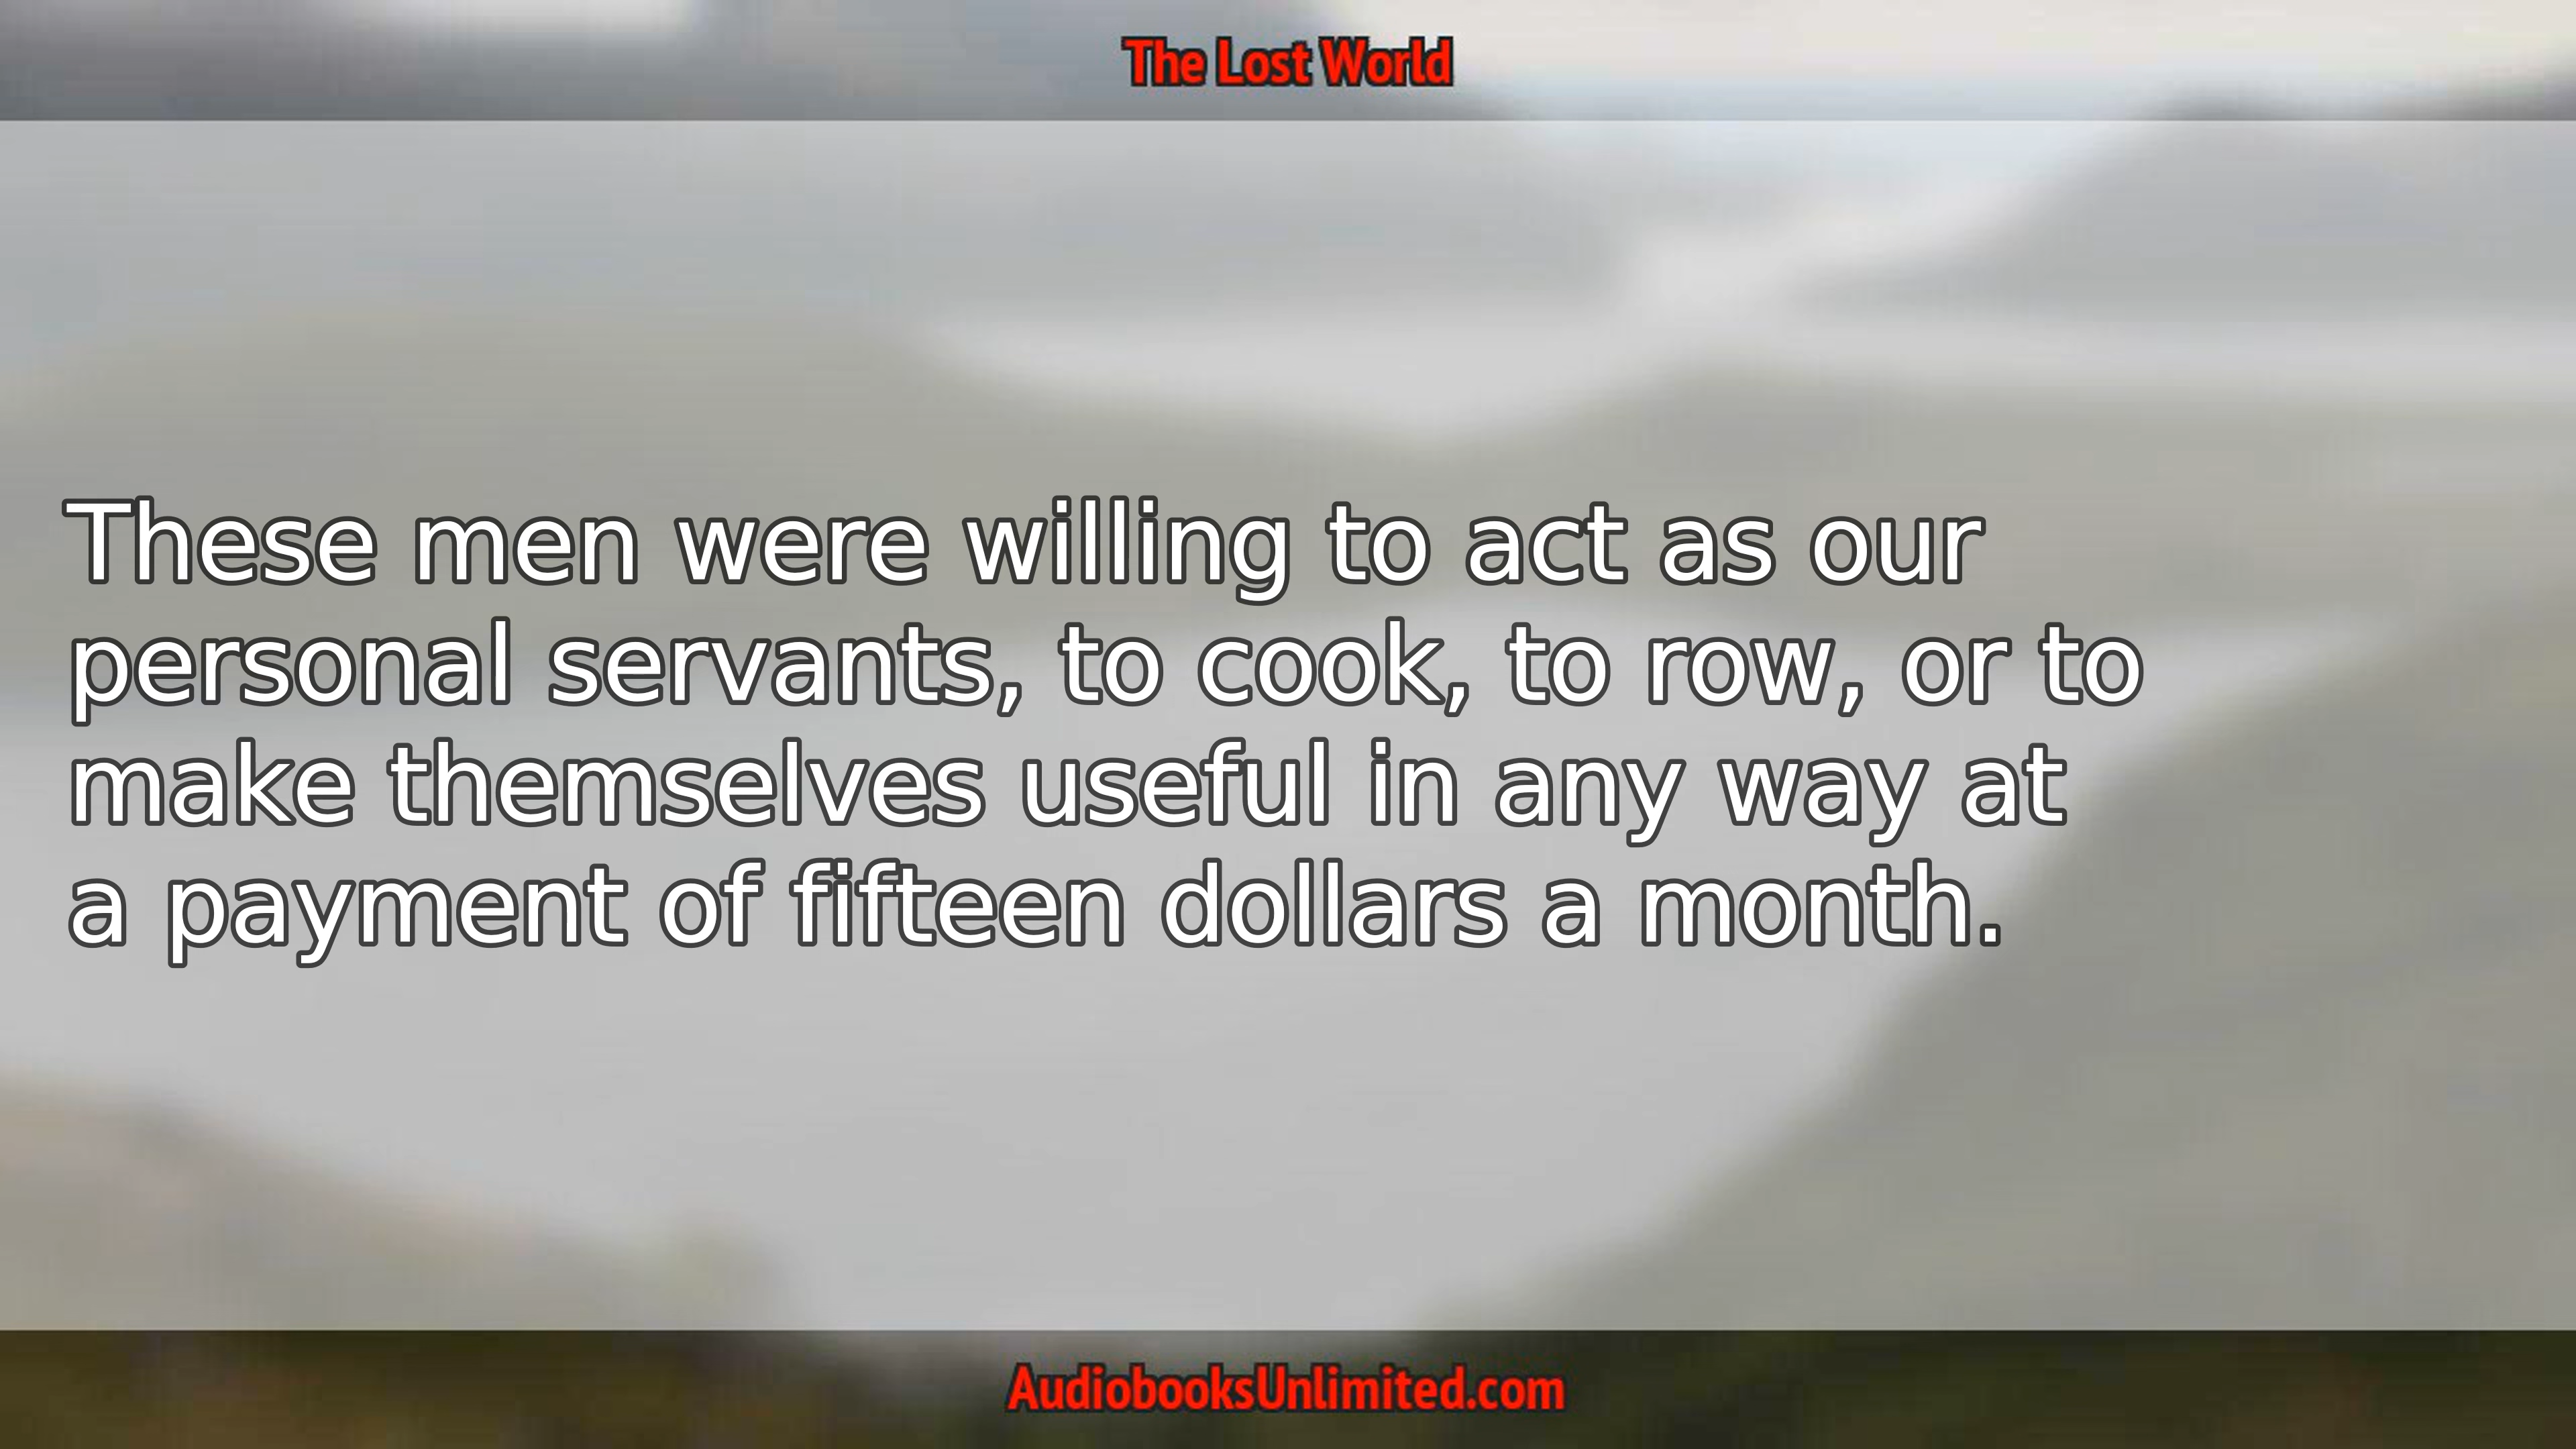 The Lost World
These men were willing to act as our
personal servants, to cook, to row, or to
make themselves useful in any way at
a payment of fifteen dollars a month.
AudiobooksUnlimited.com